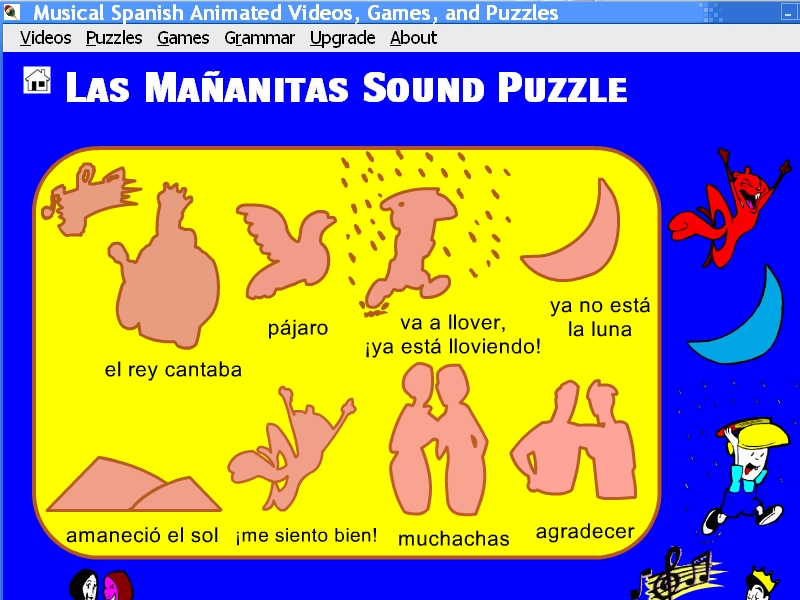 Musical Spanish Animated Videos, Games, and Puzzles
Videos Puzzles Games Grammar Upgrade About
Las Mañanitas Sound Puzzle
el rey cantaba
pájaro
va a llover,
¡ya está lloviendo!
ya no está
la luna
amaneció el sol
¡me siento bien!
muchachas
agradecer